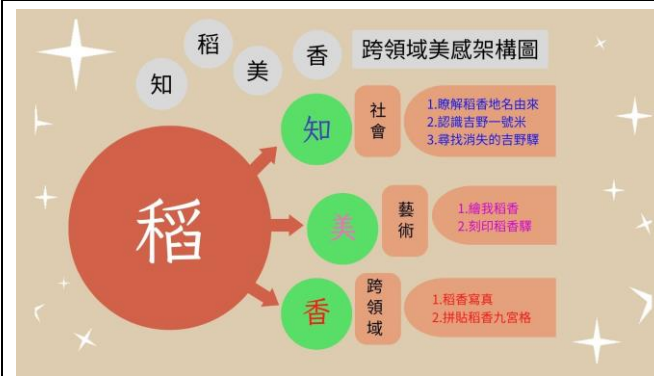 知稻美香
跨領域美感架構圖
稻
知
社會
1.瞭解稻香地名由來
2.認識吉野一號米
3.尋找消失的吉野驛
美
藝術
1.繪我稻香
2.刻印稻香驛
香
跨領域
1.稻香寫真
2.拼貼稻香九宮格